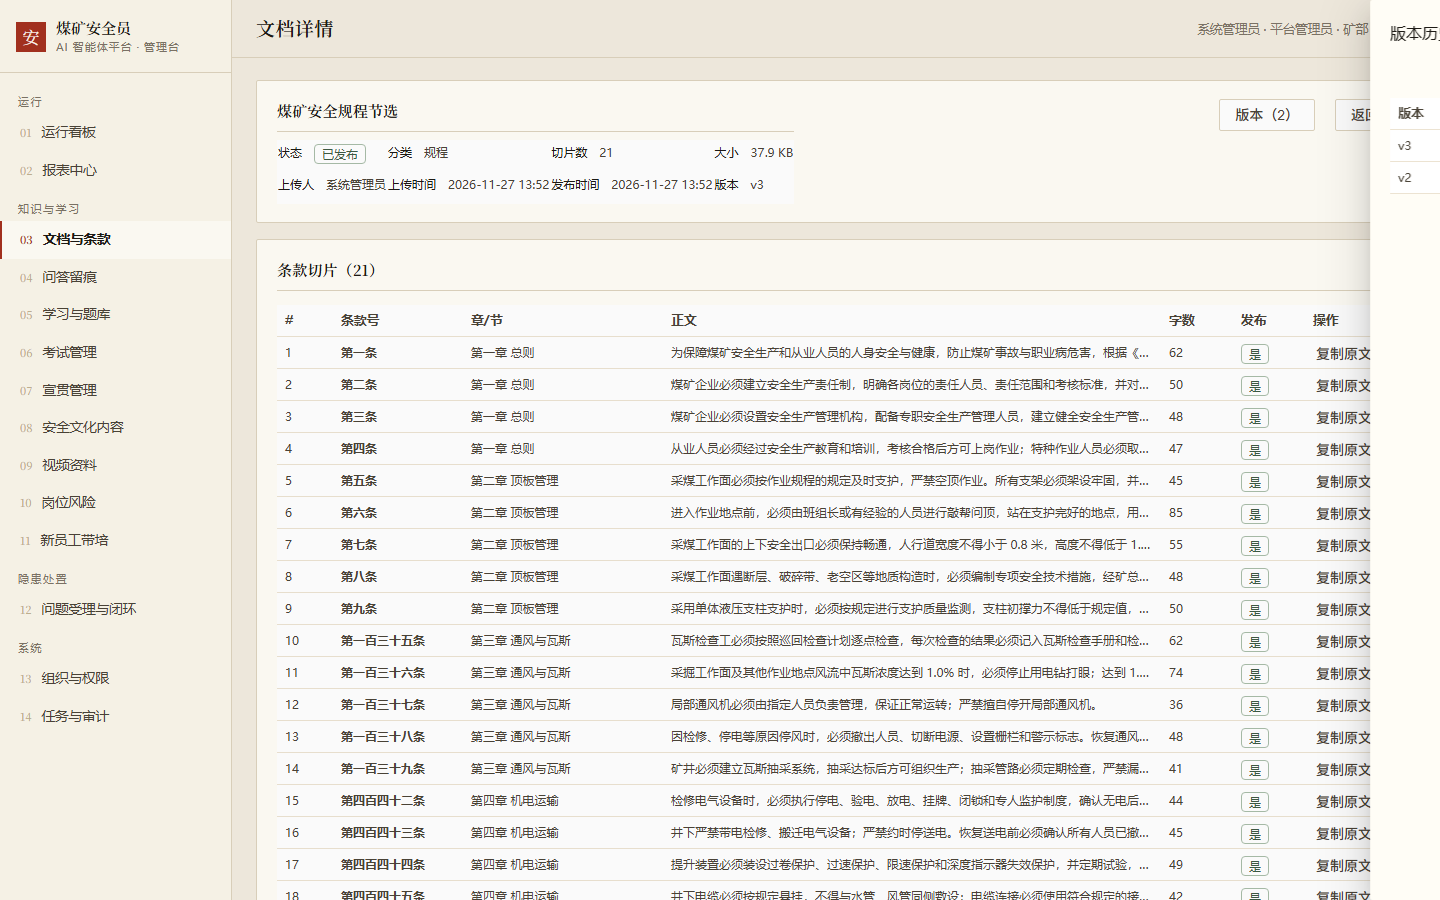 安
煤矿安全员
AI 智能体平台 · 管理台
运行
01 运行看板
02 报表中心
知识与学习
03 文档与条款
04 问答留痕
05 学习与题库
06 考试管理
07 宣贯管理
08 安全文化内容
09 视频资料
10 岗位风险
11 新员工带培
隐患处置
12 问题受理与闭环
系统
13 组织与权限
14 任务与审计
文档详情
系统管理员 · 平台管理员 · 矿部
煤矿安全规程节选
版本（2）
返回
状态 已发布 分类 规程 切片数 21 大小 37.9 KB
上传人 系统管理员 上传时间 2026-11-27 13:52 发布时间 2026-11-27 13:52 版本 v3
条款切片（21）
# 条款号 章/节 正文 字数 发布 操作
1 第一条 第一章 总则 为保障煤矿安全生产和从业人员的人身安全与健康，防止煤矿事故与职业病危害，根据《... 62 是 复制原文
2 第二条 第一章 总则 煤矿企业必须建立安全生产责任制，明确各岗位的责任人员、责任范围和考核标准，并对... 50 是 复制原文
3 第三条 第一章 总则 煤矿企业必须设置安全生产管理机构，配备专职安全生产管理人员，建立健全安全生产管... 48 是 复制原文
4 第四条 第一章 总则 从业人员必须经过安全生产教育和培训，考核合格后方可上岗作业；特种作业人员必须取... 47 是 复制原文
5 第五条 第二章 顶板管理 采煤工作面必须按作业规程的规定及时支护，严禁空顶作业。所有支架必须架设牢固，并... 45 是 复制原文
6 第六条 第二章 顶板管理 进入作业地点前，必须由班组长或有经验的人员进行敲帮问顶，站在支护完好的地点，用... 85 是 复制原文
7 第七条 第二章 顶板管理 采煤工作面的上下安全出口必须保持畅通，人行道宽度不得小于 0.8 米，高度不得低于 1.... 55 是 复制原文
8 第八条 第二章 顶板管理 采煤工作面遇断层、破碎带、老空区等地质构造时，必须编制专项安全技术措施，经矿总... 48 是 复制原文
9 第九条 第二章 顶板管理 采用单体液压支柱支护时，必须按规定进行支护质量监测，支柱初撑力不得低于规定值，... 50 是 复制原文
10 第一百三十五条 第三章 通风与瓦斯 瓦斯检查工必须按照巡回检查计划逐点检查，每次检查的结果必须记入瓦斯检查手册和检... 62 是 复制原文
11 第一百三十六条 第三章 通风与瓦斯 采掘工作面及其他作业地点风流中瓦斯浓度达到 1.0% 时，必须停止用电钻打眼；达到 1.... 74 是 复制原文
12 第一百三十七条 第三章 通风与瓦斯 局部通风机必须由指定人员负责管理，保证正常运转；严禁擅自停开局部通风机。 36 是 复制原文
13 第一百三十八条 第三章 通风与瓦斯 因检修、停电等原因停风时，必须撤出人员、切断电源、设置栅栏和警示标志。恢复通风... 48 是 复制原文
14 第一百三十九条 第三章 通风与瓦斯 矿井必须建立瓦斯抽采系统，抽采达标后方可组织生产；抽采管路必须定期检查，严禁漏... 41 是 复制原文
15 第四百四十二条 第四章 机电运输 检修电气设备时，必须执行停电、验电、放电、挂牌、闭锁和专人监护制度，确认无电后... 44 是 复制原文
16 第四百四十三条 第四章 机电运输 井下严禁带电检修、搬迁电气设备；严禁约时停送电。恢复送电前必须确认所有人员已撤... 45 是 复制原文
17 第四百四十四条 第四章 机电运输 提升装置必须装设过卷保护、过速保护、限速保护和深度指示器失效保护，并定期试验，... 49 是 复制原文
18 第四百四十五条 第四章 机电运输 井下电缆必须按规定悬挂，不得与水管、风管同侧敷设；电缆连接必须使用符合规定的接... 42 是 复制原文
版本历史
版本
v3
v2